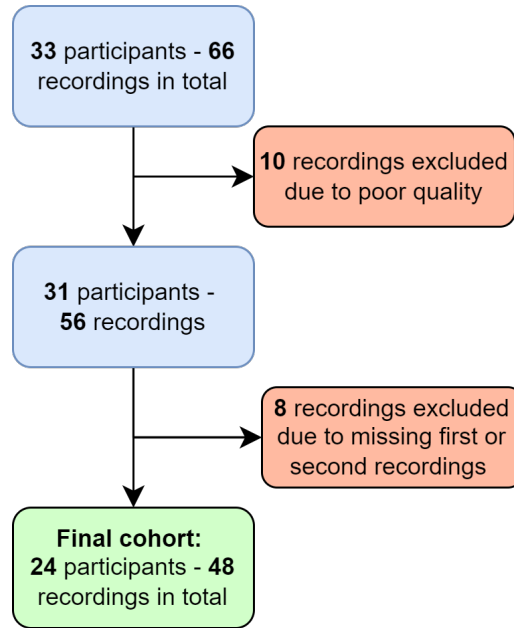 33 participants - 66
recordings in total
10 recordings excluded
due to poor quality
31 participants -
56 recordings
8 recordings excluded
due to missing first or
second recordings
Final cohort:
24 participants - 48
recordings in total